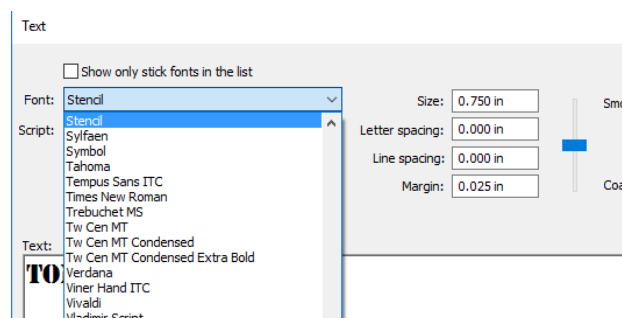 Text
Show only stick fonts in the list
Font: Stencil
Size: 0.750 in
Stencil
Script:
Letter spacing: 0.000 in
Sylfaen
Symbol
Line spacing: 0.000 in
Tahoma
Tempus Sans ITC
Margin: 0.025 in
Times New Roman
Trebuchet MS
Tw Cen MT
Text:
Tw Cen MT Condensed
Tw Cen MT Condensed Extra Bold
Verdana
Viner Hand ITC
Vivaldi
Vladimir Script